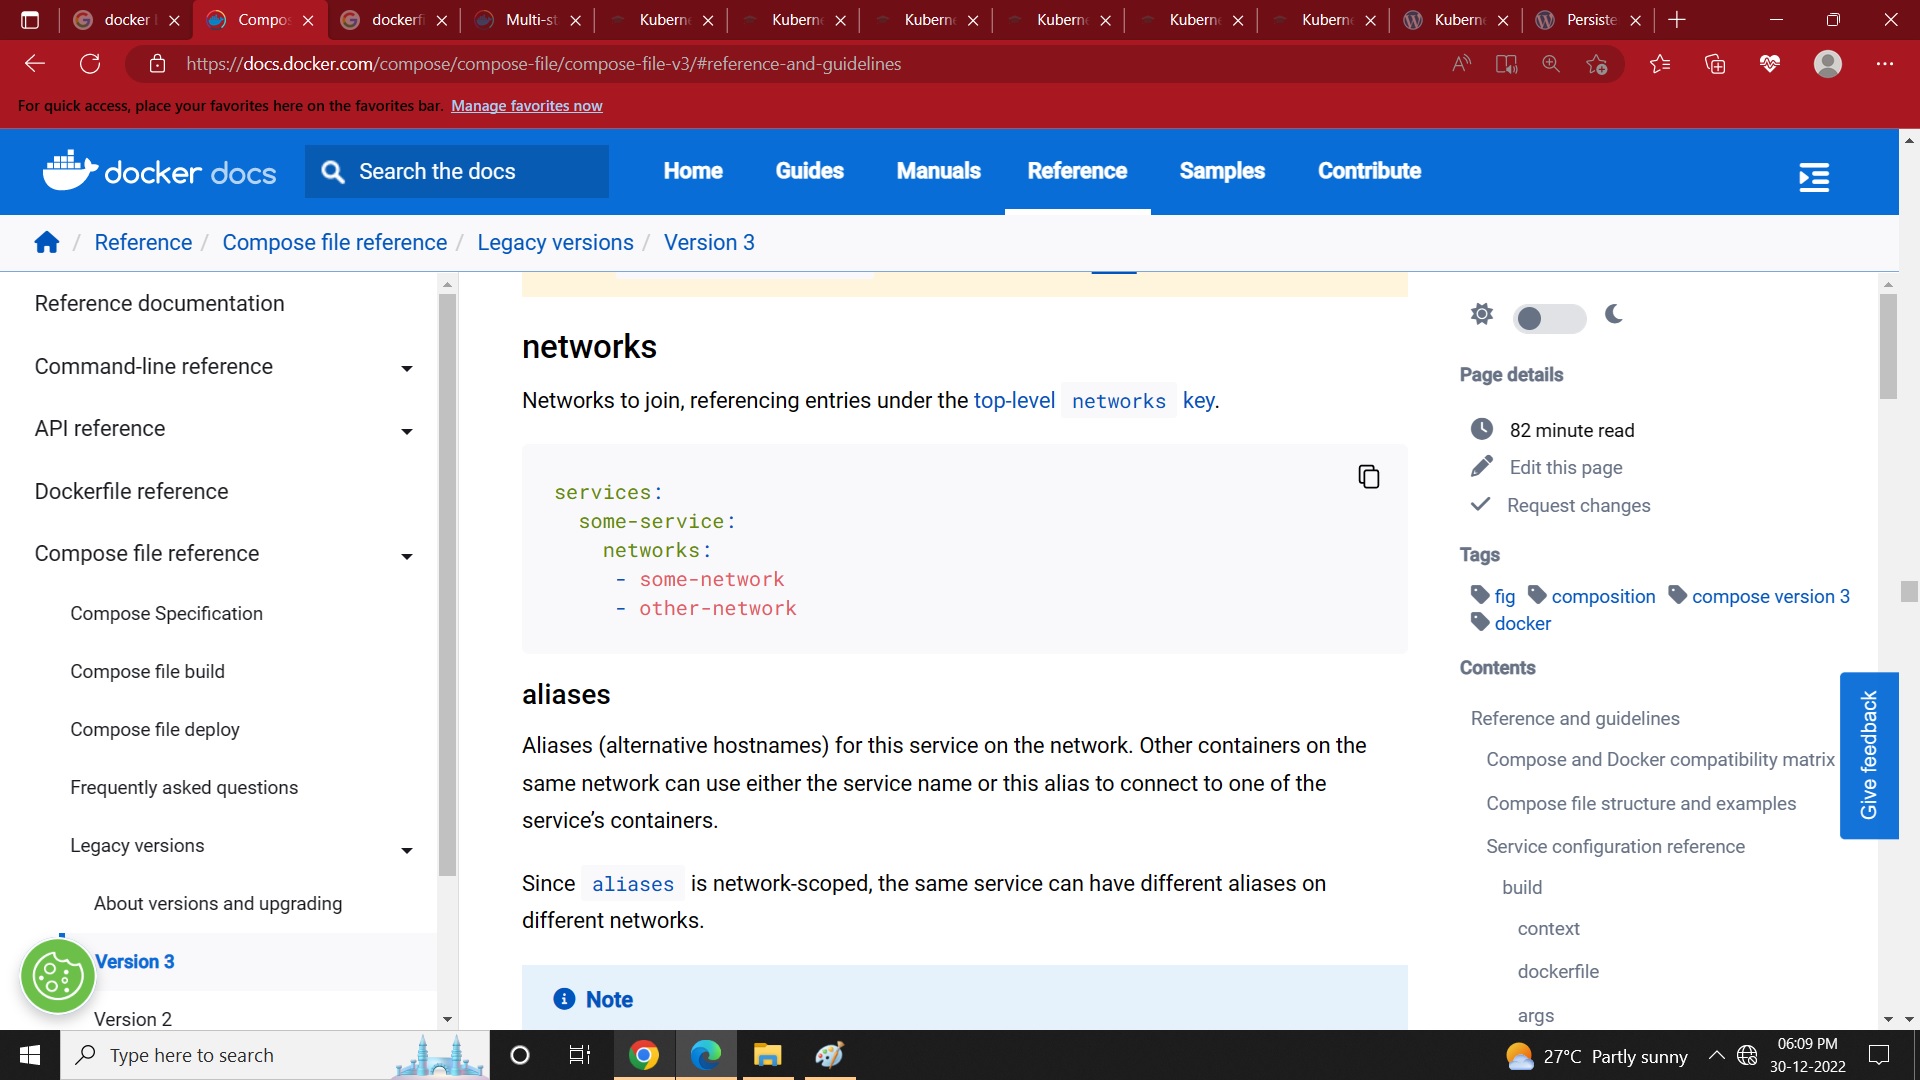 docker l
Compos
docker
dockerfi
Multi-st
Kuberne
Kuberne
Kuberne
Kuberne
Kuberne
Kuberne
Kuberne
Persiste
https://docs.docker.com/compose/compose-file/compose-file-v3/#reference-and-guidelines
For quick access, place your favorites here on the favorites bar. Manage favorites now
docker docs
Search the docs
Home
Guides
Manuals
Reference
Samples
Contribute
/ Reference / Compose file reference / Legacy versions / Version 3
Reference documentation
Command-line reference
API reference
Dockerfile reference
Compose file reference
Compose Specification
Compose file build
Compose file deploy
Frequently asked questions
Legacy versions
About versions and upgrading
Version 3
Version 2
networks
Networks to join, referencing entries under the top-level networks key.
services:
some-service:
networks:
- some-network
- other-network
aliases
Aliases (alternative hostnames) for this service on the network. Other containers on the
same network can use either the service name or this alias to connect to one of the
service’s containers.
Since aliases is network-scoped, the same service can have different aliases on
different networks.
Note
Page details
82 minute read
Edit this page
Request changes
Tags
fig composition compose version 3
docker
Contents
Reference and guidelines
Compose and Docker compatibility matrix
Compose file structure and examples
Service configuration reference
build
context
dockerfile
args
Give feedback
Type here to search
27°C Partly sunny
06:09 PM
30-12-2022